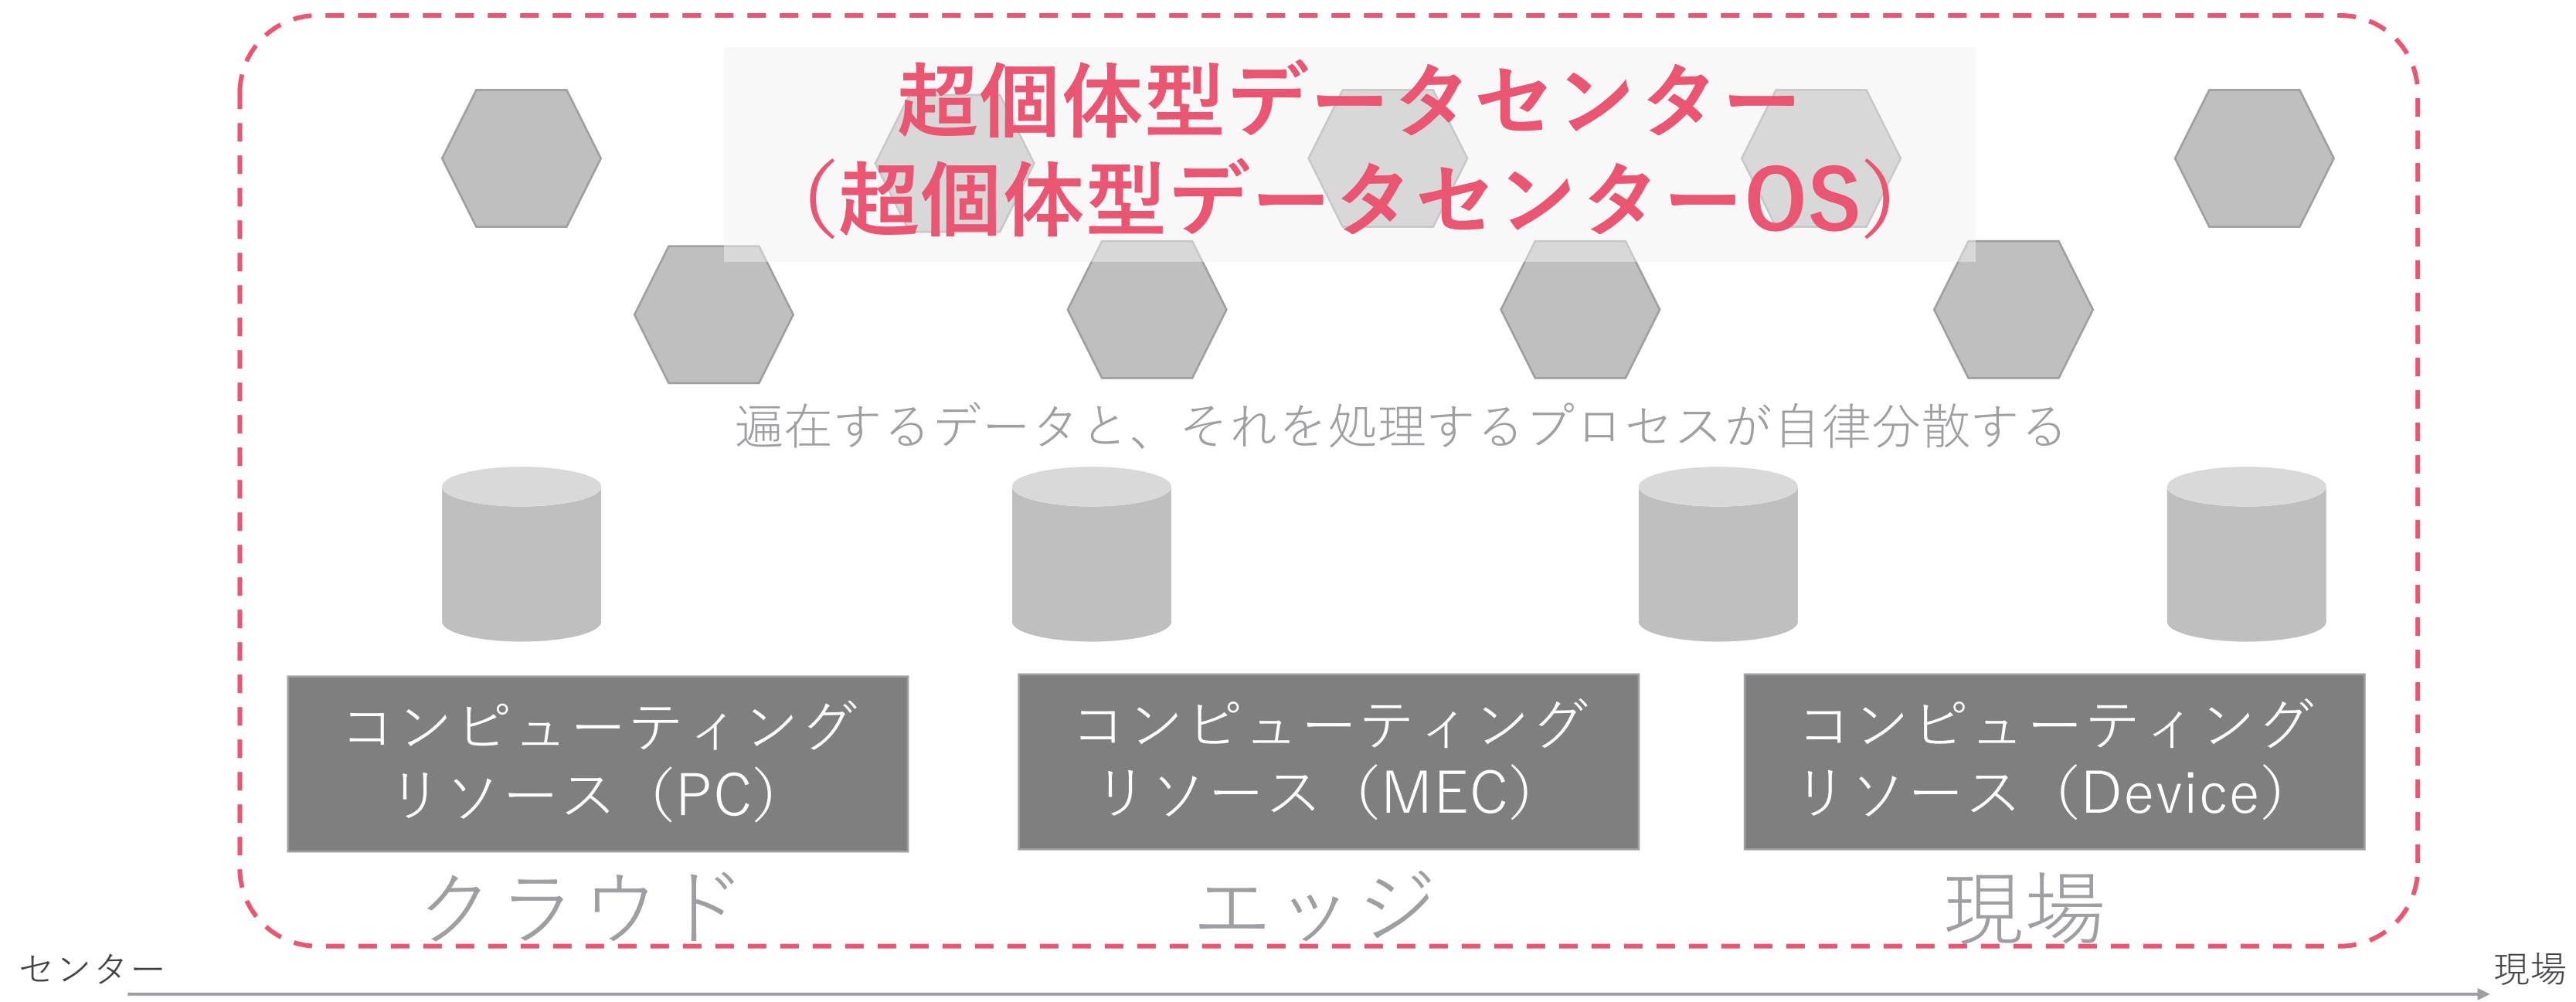 超個体型データセンター
（超個体型データセンターOS）
遍在するデータと、それを処理するプロセスが自律分散する
コンピューティング
リソース（PC）
コンピューティング
リソース（MEC）
コンピューティング
リソース（Device）
クラウド
エッジ
現場
センター
現場